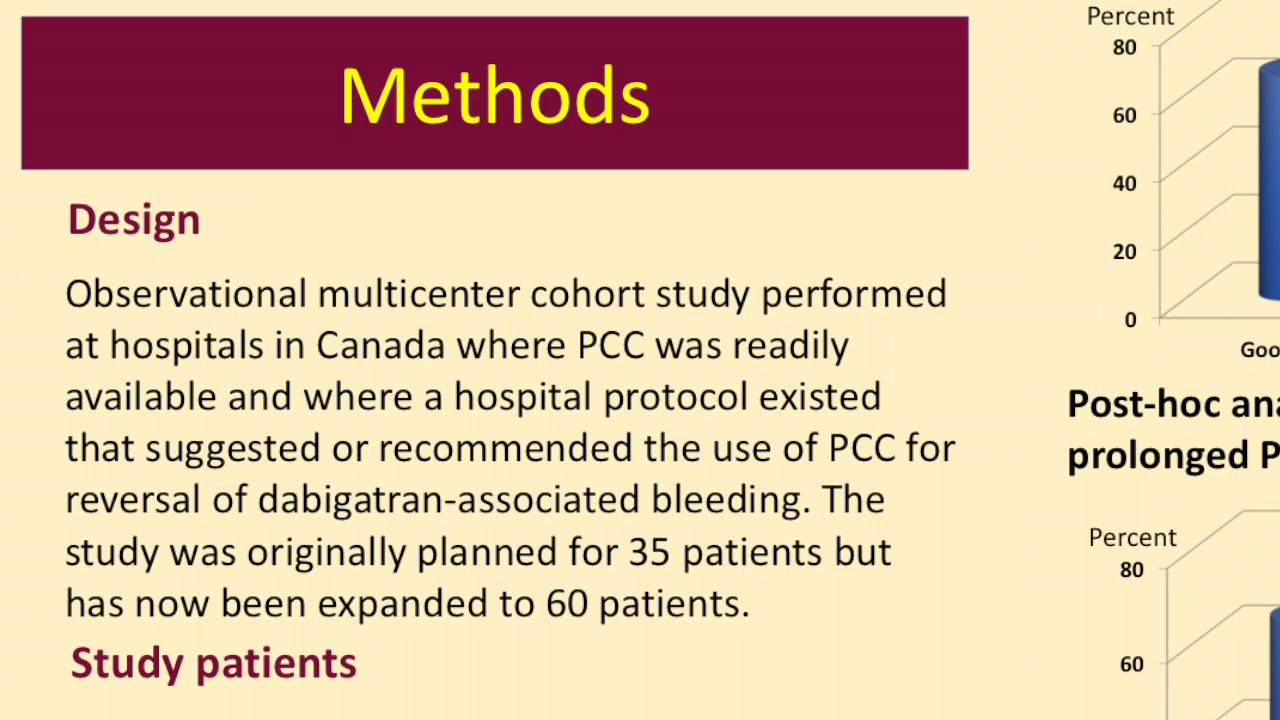 Methods
Design
Observational multicenter cohort study performed
at hospitals in Canada where PCC was readily
available and where a hospital protocol existed
that suggested or recommended the use of PCC for
reversal of dabigatran-associated bleeding. The
study was originally planned for 35 patients but
has now been expanded to 60 patients.
Study patients
Percent
80
60
40
20
0
Post-hoc
prolonged
Percent
80
60